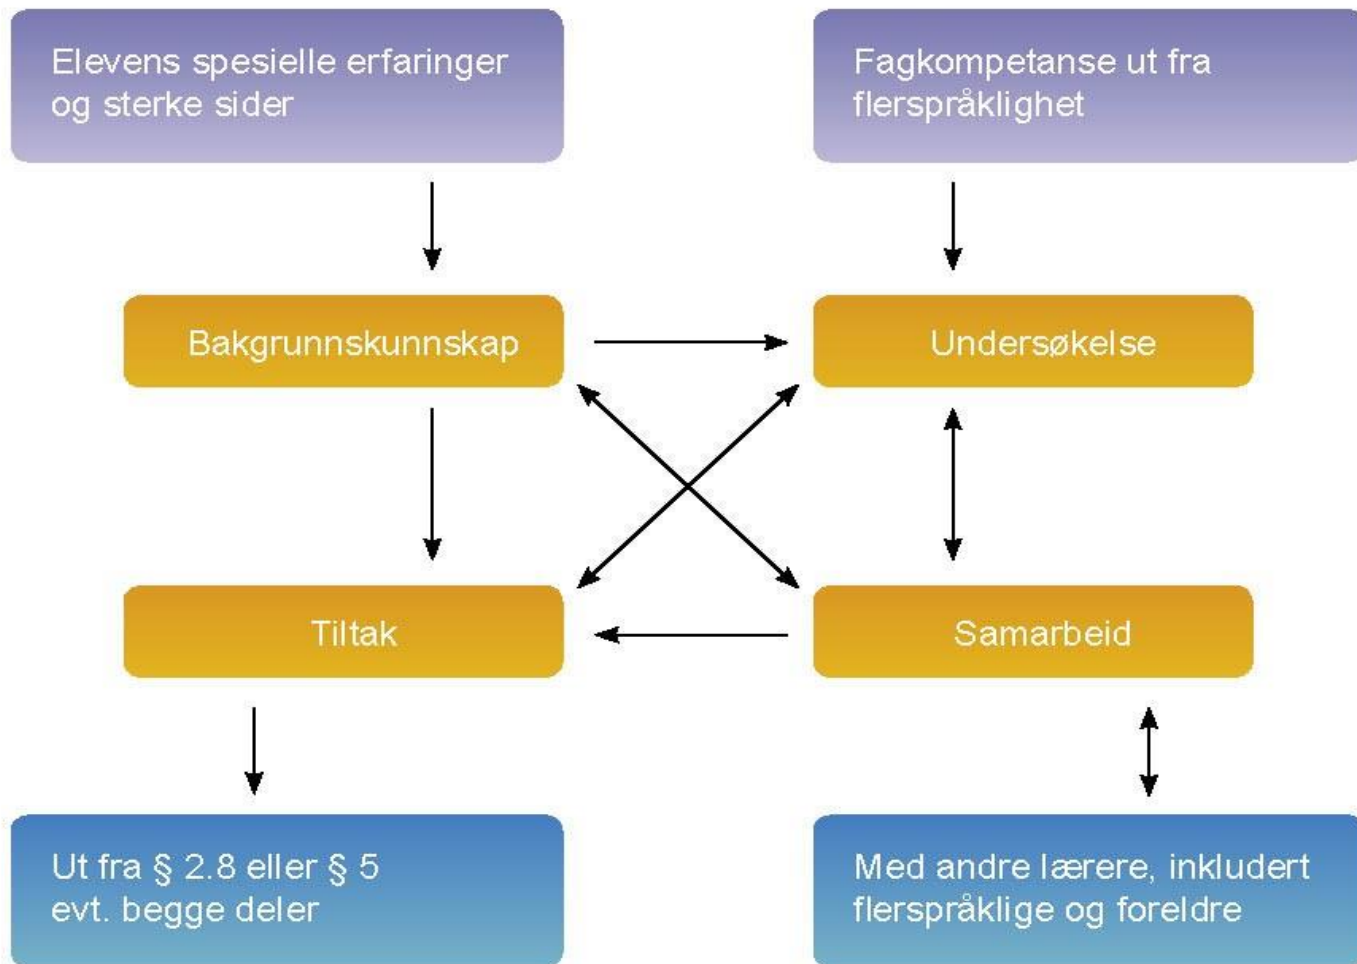 Elevens spesielle erfaringer
og sterke sider
Fagkompetanse ut fra
flerspråklighet
Bakgrunnskunnskap
Undersøkelse
Tiltak
Samarbeid
Ut fra § 2.8 eller § 5
evt. begge deler
Med andre lærere, inkludert
flerspråklige og foreldre